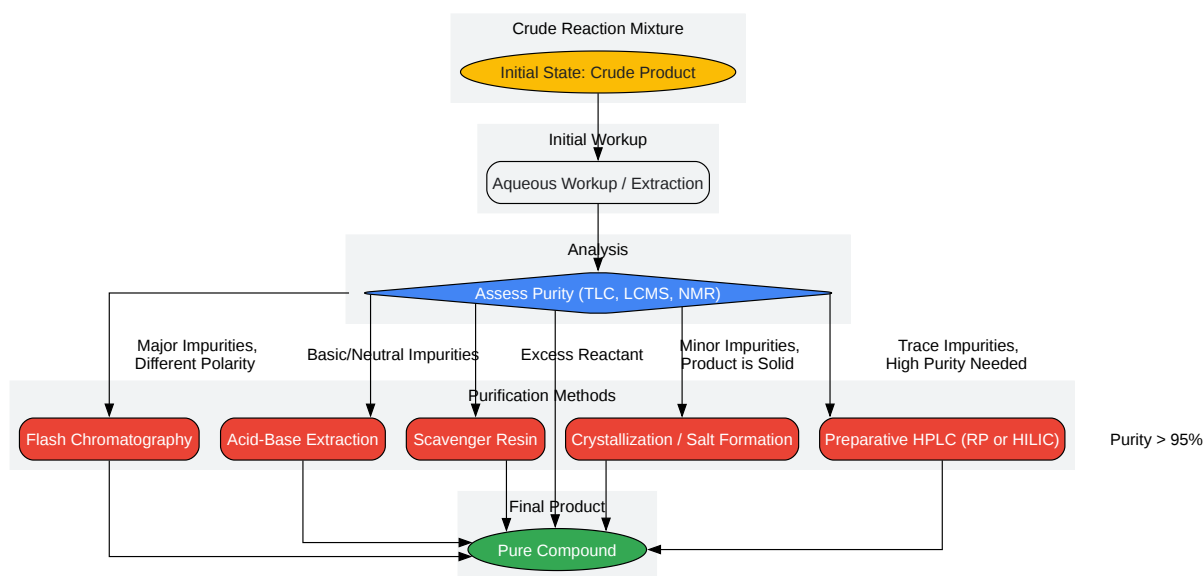 Crude Reaction Mixture
Initial State: Crude Product
Initial Workup
Aqueous Workup / Extraction
Analysis
Assess Purity (TLC, LCMS, NMR)
Major Impurities,
Different Polarity
Basic/Neutral Impurities
Excess Reactant
Minor Impurities,
Product is Solid
Trace Impurities,
High Purity Needed
Purification Methods
Flash Chromatography
Acid-Base Extraction
Scavenger Resin
Crystallization / Salt Formation
Preparative HPLC (RP or HILIC)
Purity > 95%
Final Product
Pure Compound